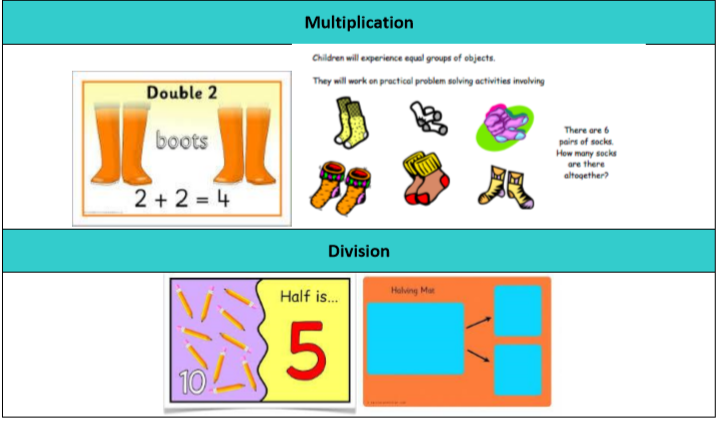 Multiplication
Children will experience equal groups of objects.
They will work on practical problem solving activities involving
Double 2
boots
2 + 2 = 4
There are 6
pairs of socks.
How many socks
are there
altogether?
Division
Half is...
5
10
Halving Mat